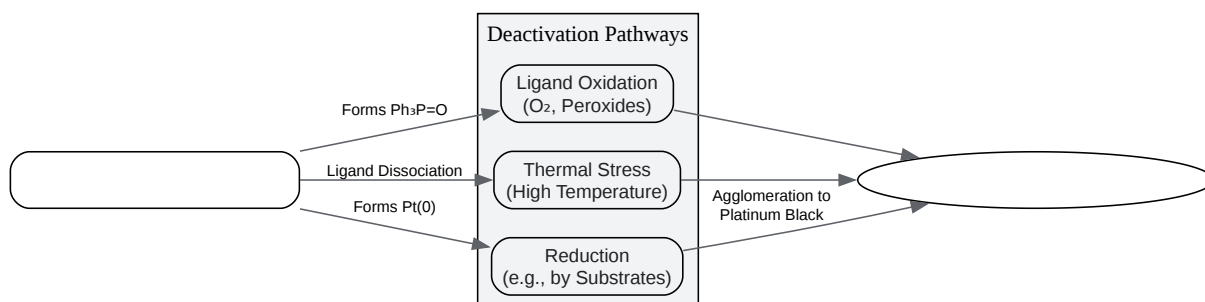 Deactivation Pathways
Ligand Oxidation
(O₂, Peroxides)
Forms Ph₃P=O
Ligand Dissociation
Thermal Stress
(High Temperature)
Forms Pt(0)
Agglomeration to
Platinum Black
Reduction
(e.g., by Substrates)